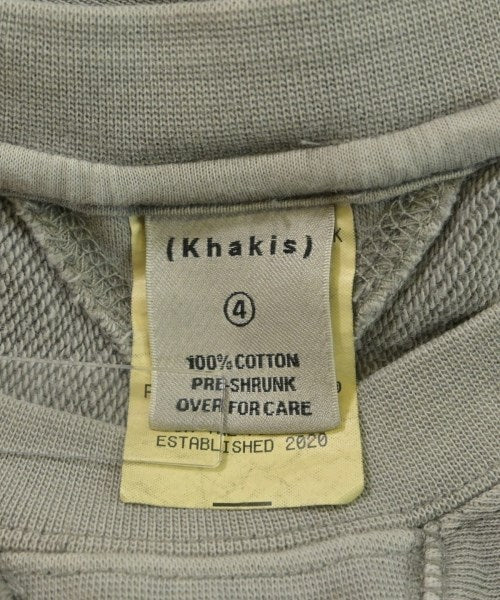 (Khakis)
4
100% COTTON
PRE-SHRUNK
OVER FOR CARE
ESTABLISHED 2020